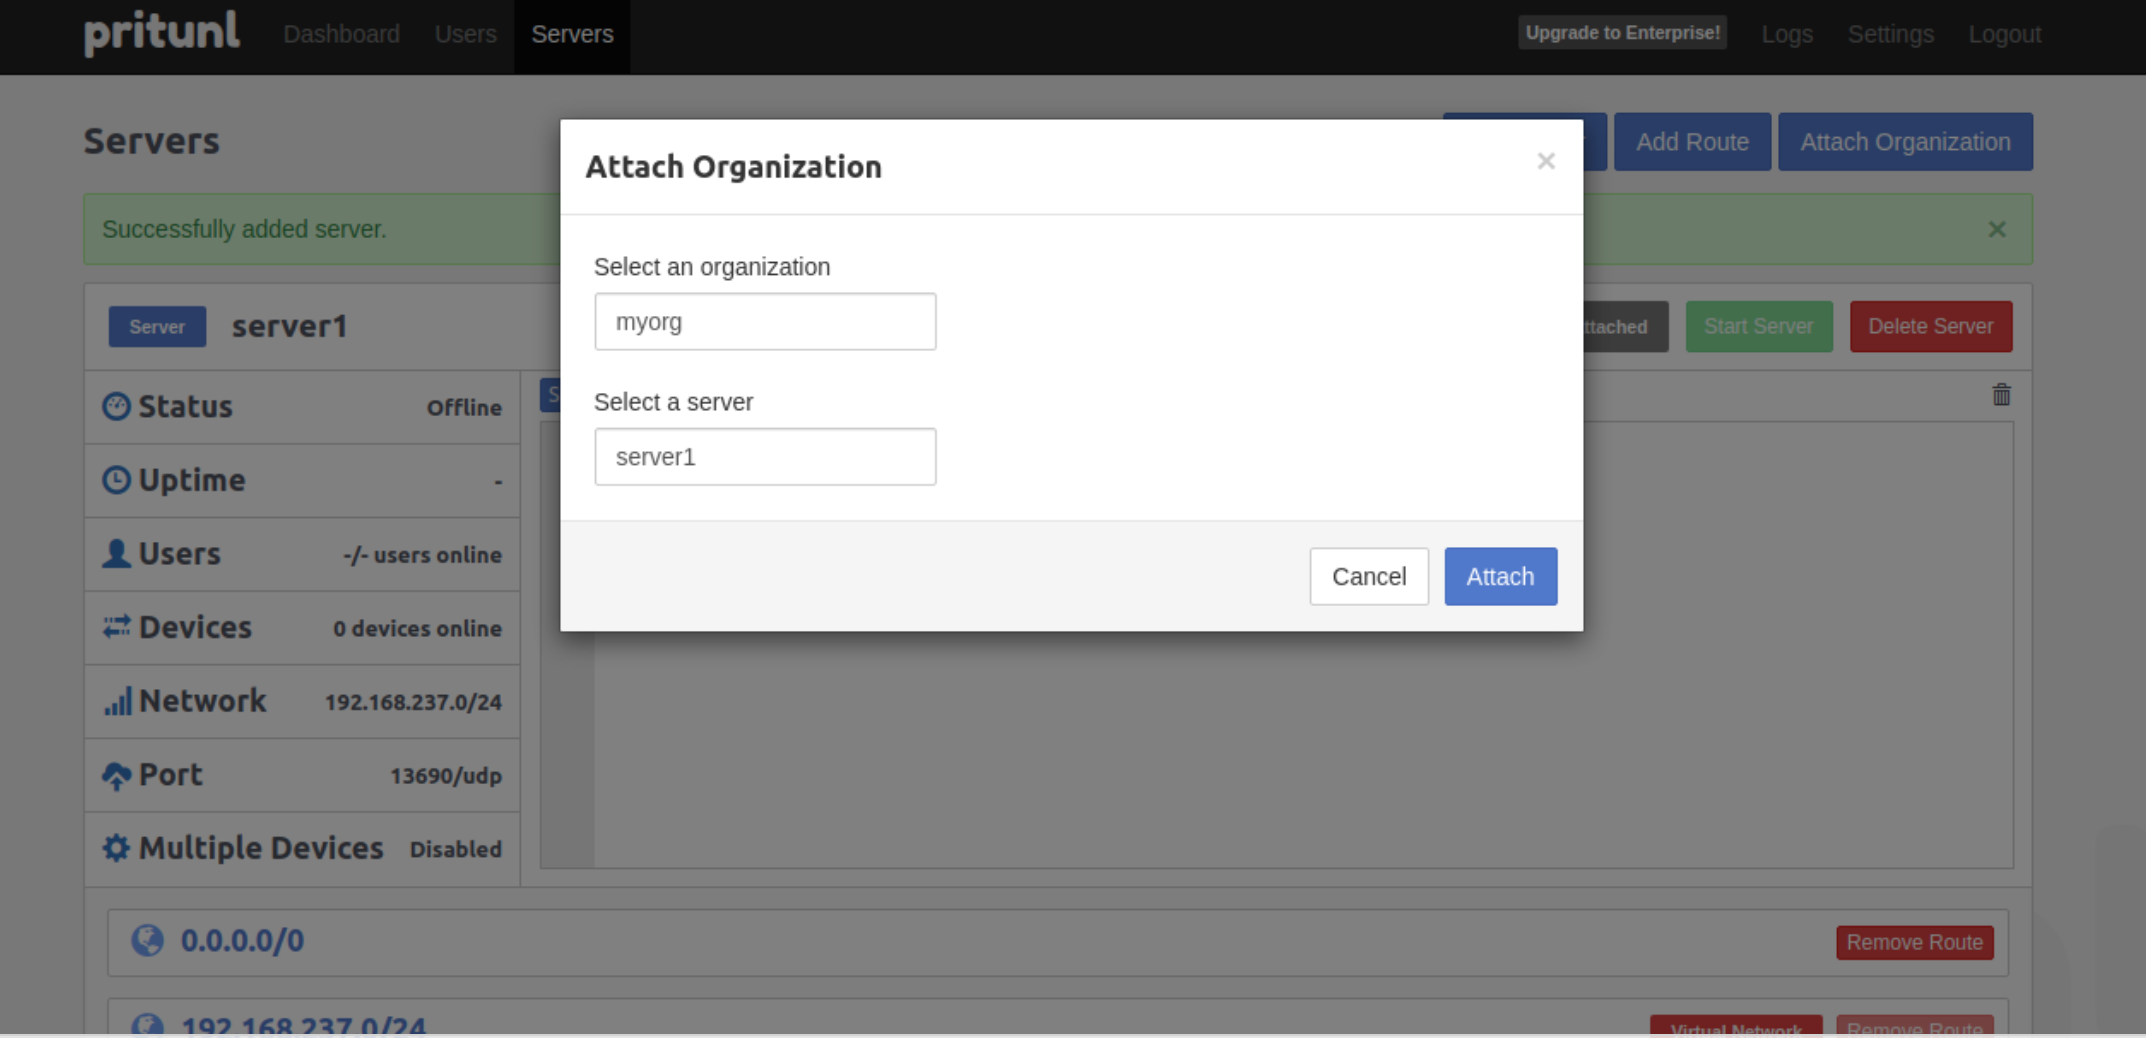 pritunl Dashboard Users Servers Upgrade to Enterprise! Logs Settings Logout
Servers Add Route Attach Organization
Successfully added server. ×
Attach Organization ×
Select an organization
myorg
Select a server
server1
Cancel Attach
Server server1 ttached Start Server Delete Server
Status Offline
Uptime -
Users -/- users online
Devices 0 devices online
Network 192.168.237.0/24
Port 13690/udp
Multiple Devices Disabled
0.0.0.0/0 Remove Route
192.168.237.0/24 Virtual Network Remove Route